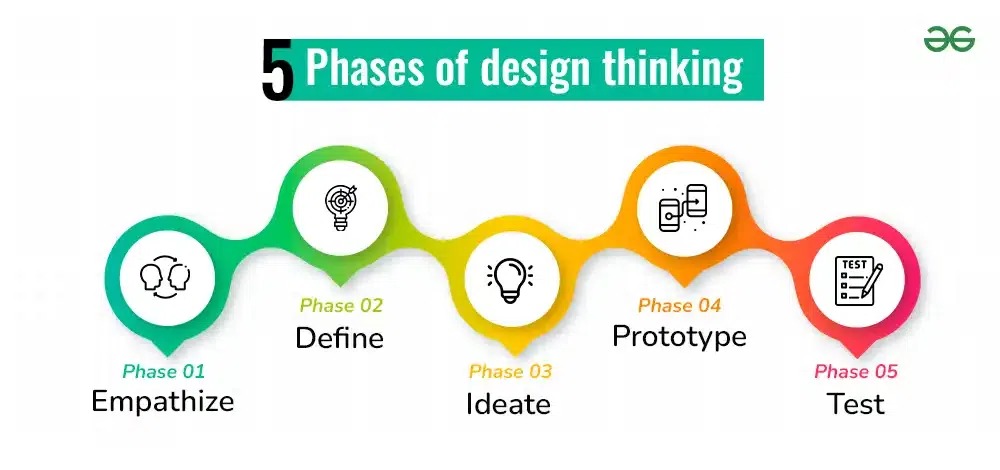 5 Phases of design thinking
Phase 01
Empathize
Phase 02
Define
Phase 03
Ideate
Phase 04
Prototype
TEST
Phase 05
Test